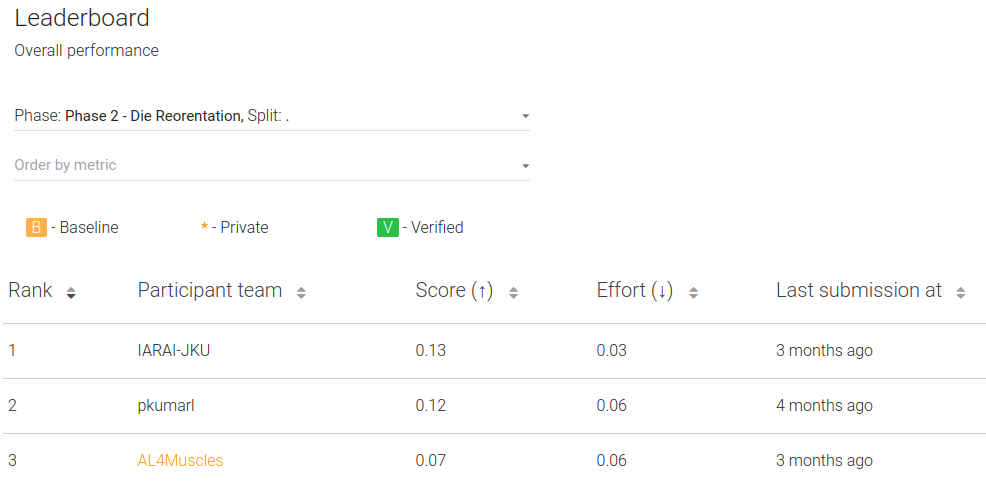 Leaderboard
Overall performance
Phase: Phase 2 - Die Reorentation, Split: .
Order by metric
B - Baseline * - Private V - Verified
Rank Participant team Score (↑) Effort (↓) Last submission at
1 IARAI-JKU 0.13 0.03 3 months ago
2 pkumarl 0.12 0.06 4 months ago
3 AL4Muscles 0.07 0.06 3 months ago